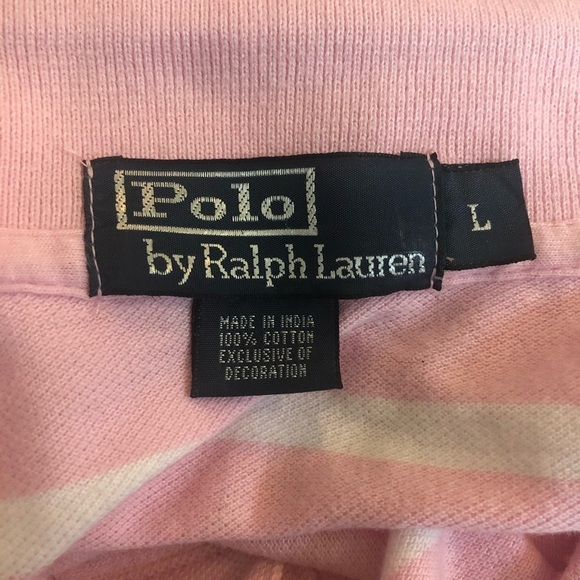 Polo
by Ralph Lauren
L
MADE IN INDIA
100% COTTON
EXCLUSIVE OF
DECORATION